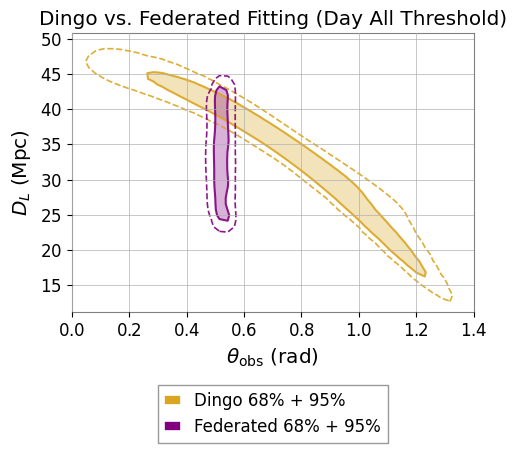 Dingo vs. Federated Fitting (Day All Threshold)
50
45
40
35
30
25
20
15
D_L (Mpc)
0.0 0.2 0.4 0.6 0.8 1.0 1.2 1.4
θ_obs (rad)
Dingo 68% + 95%
Federated 68% + 95%